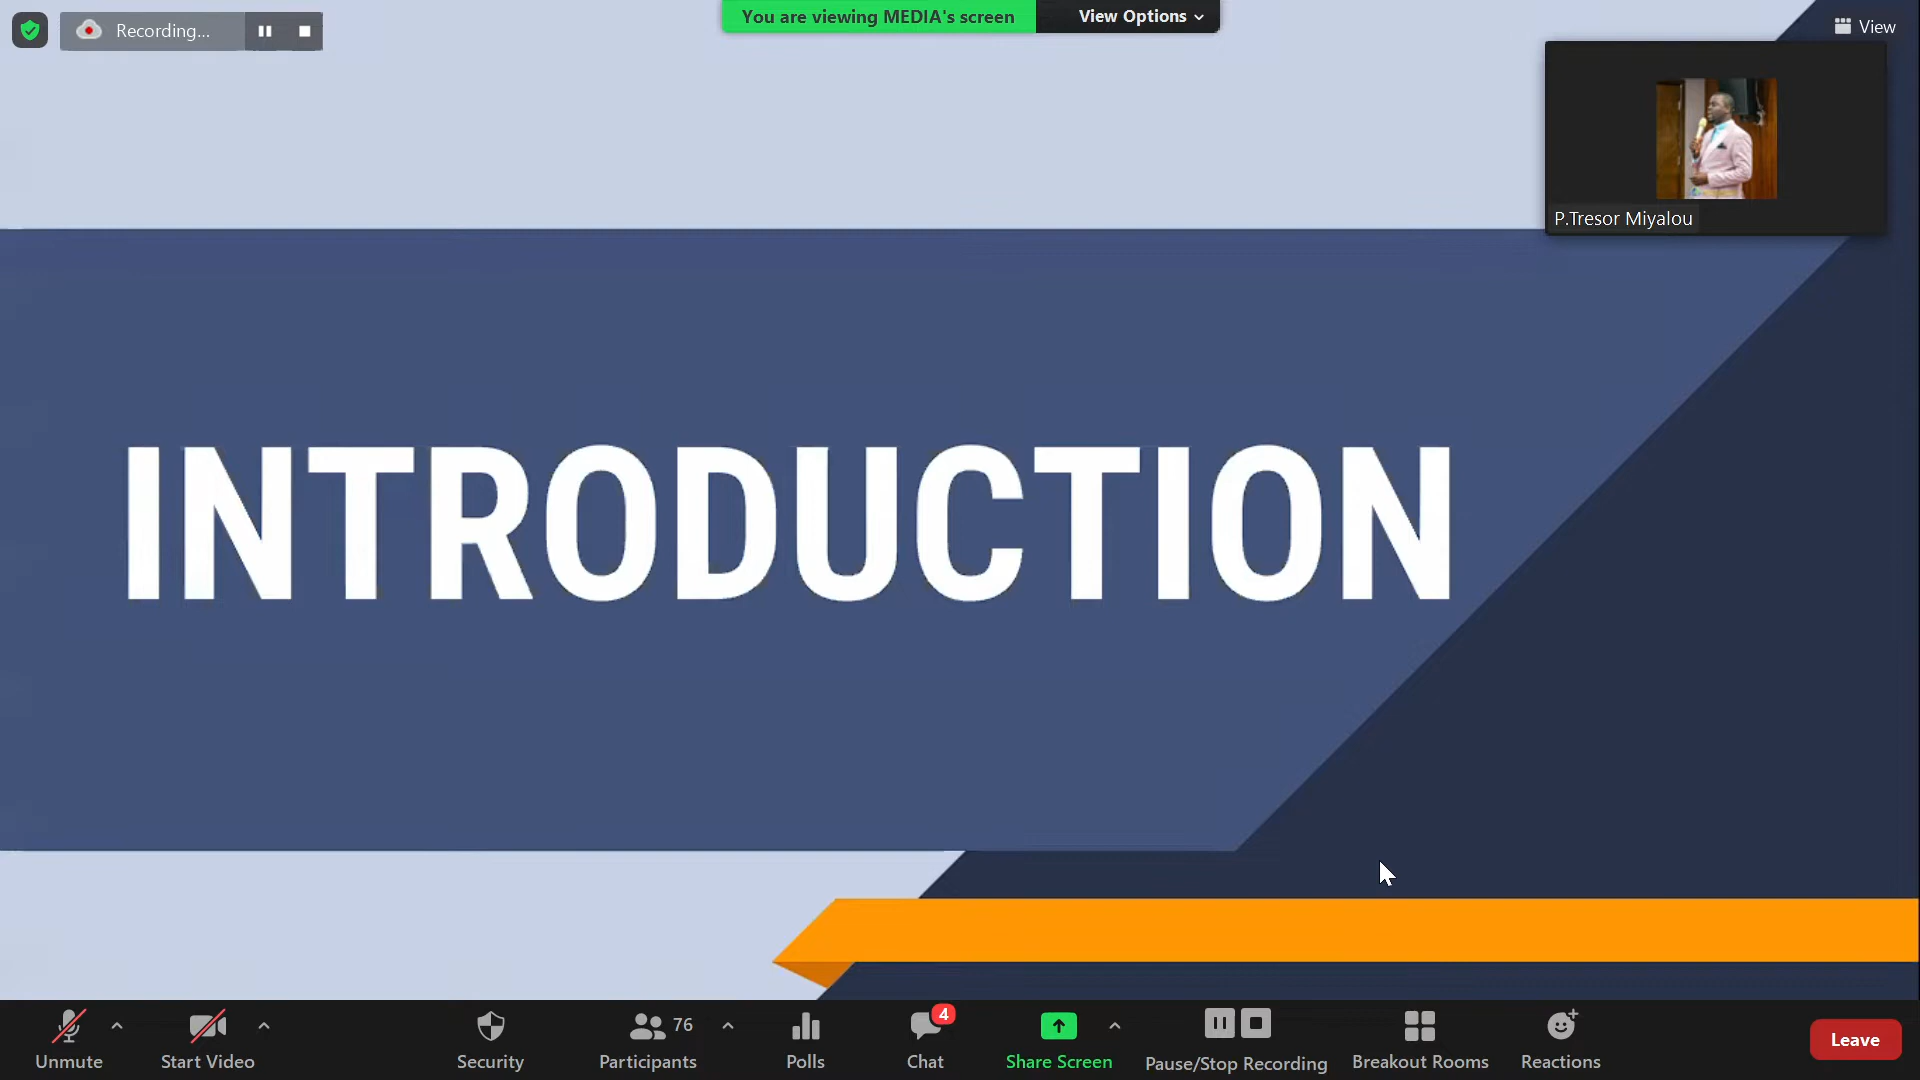 Recording...
You are viewing MEDIA's screen
View Options
View
P.Tresor Miyalou
INTRODUCTION
Unmute
Start Video
Security
76
Participants
Polls
4
Chat
Share Screen
Pause/Stop Recording
Breakout Rooms
Reactions
Leave